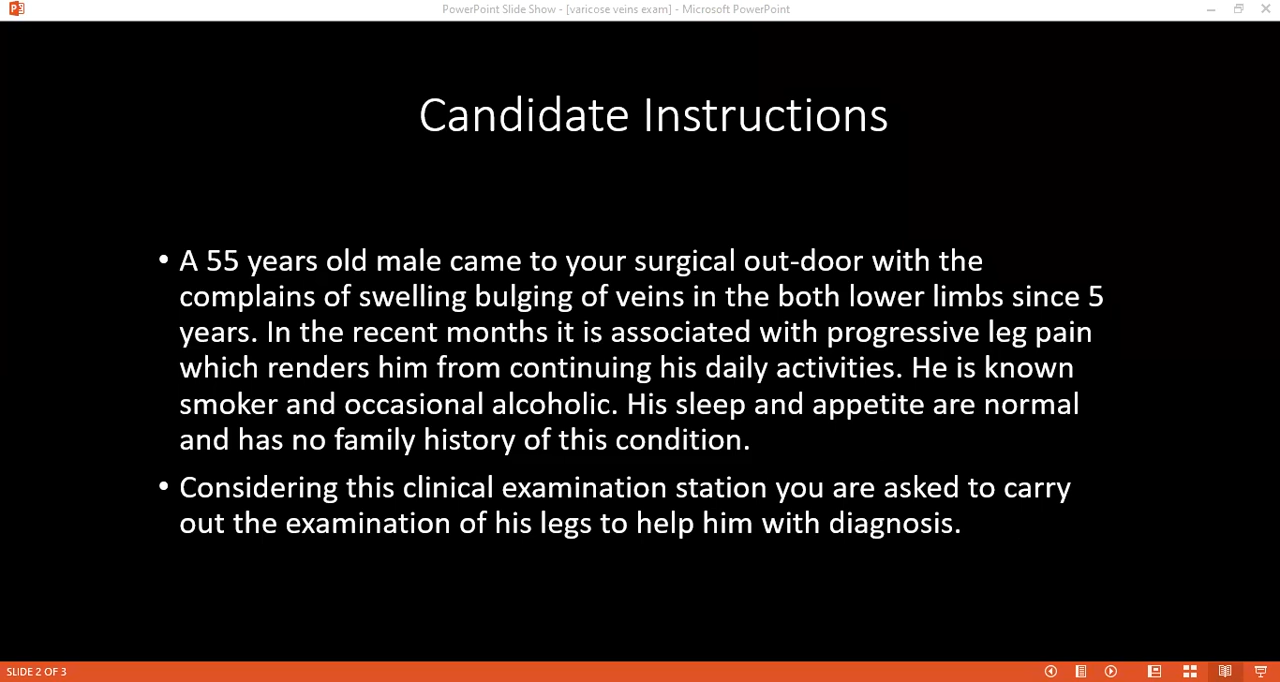 PowerPoint Slide Show - [varicose veins exam] - Microsoft PowerPoint
Candidate Instructions
• A 55 years old male came to your surgical out-door with the
complains of swelling bulging of veins in the both lower limbs since 5
years. In the recent months it is associated with progressive leg pain
which renders him from continuing his daily activities. He is known
smoker and occasional alcoholic. His sleep and appetite are normal
and has no family history of this condition.
• Considering this clinical examination station you are asked to carry
out the examination of his legs to help him with diagnosis.
SLIDE 2 OF 3